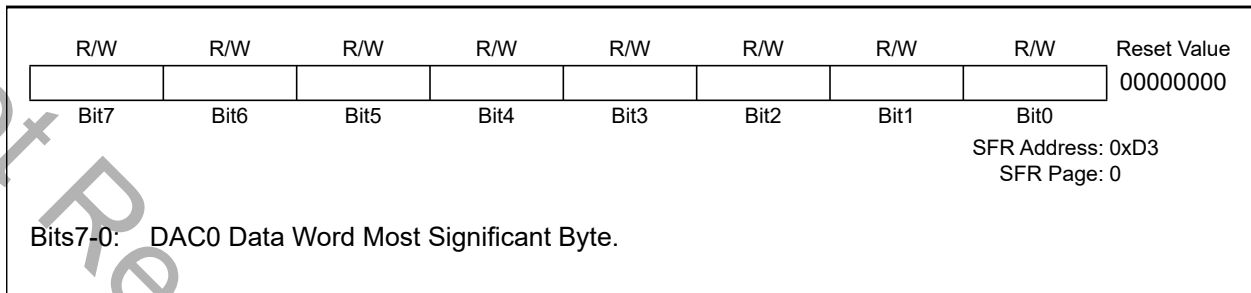 R/W R/W R/W R/W R/W R/W R/W R/W Reset Value
00000000
Bit7 Bit6 Bit5 Bit4 Bit3 Bit2 Bit1 Bit0
SFR Address: 0xD3
SFR Page: 0
Bits7-0: DAC0 Data Word Most Significant Byte.